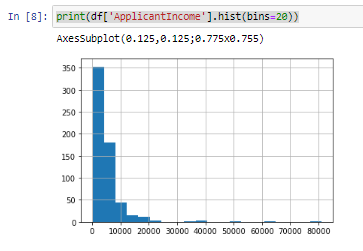 In [8]: print(df['ApplicantIncome'].hist(bins=20))
AxesSubplot(0.125,0.125;0.775x0.755)
350
300
250
200
150
100
50
0
0 10000 20000 30000 40000 50000 60000 70000 80000